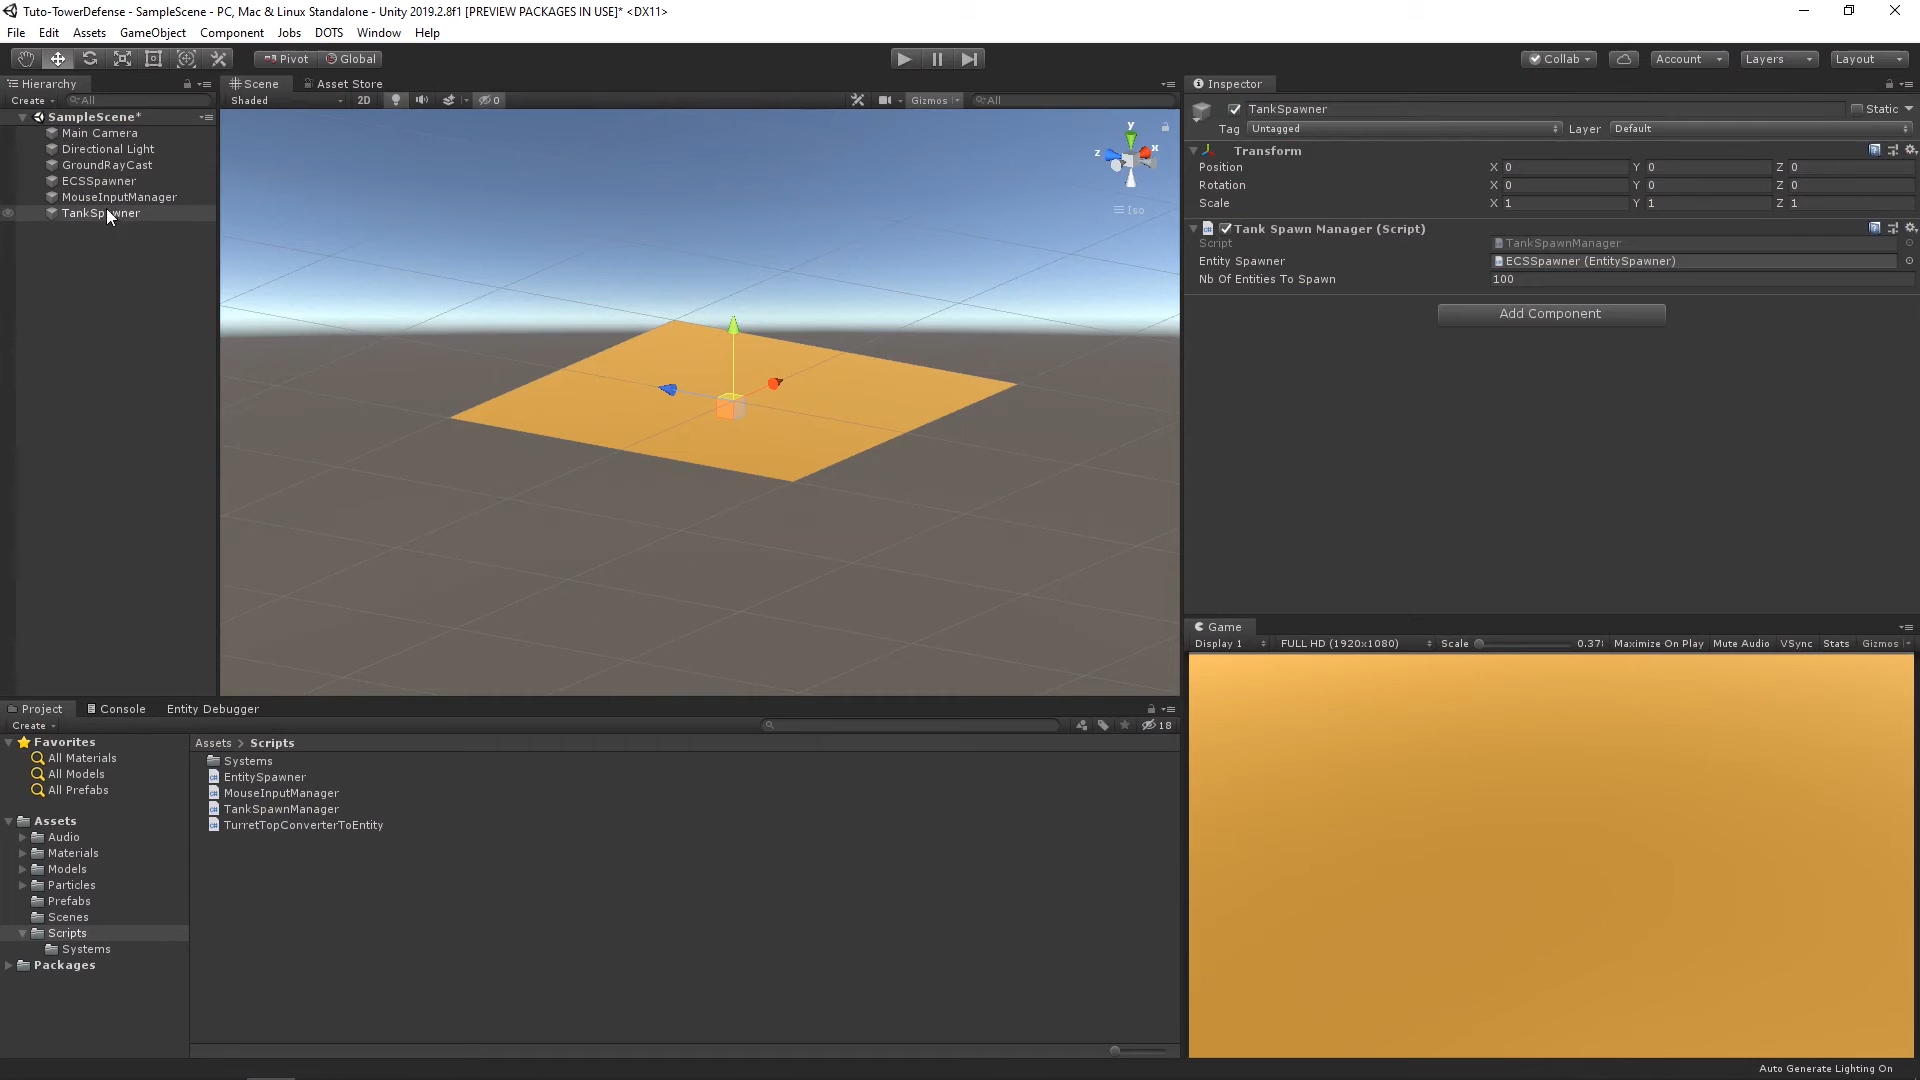 Tuto-TowerDefense - SampleScene - PC, Mac & Linux Standalone - Unity 2019.2.8f1 [PREVIEW PACKAGES IN USE]* <DX11>
File Edit Assets GameObject Component Jobs DOTS Window Help
Pivot Global Collab Account Layers Layout
Hierarchy
Create All
SampleScene*
Main Camera
Directional Light
GroundRayCast
ECSSpawner
MouseInputManager
TankSpawner
Scene Asset Store
Shaded 2D 0 Gizmos All
y
z x
Iso
Inspector
TankSpawner Static
Tag Untagged Layer Default
Transform
Position X 0 Y 0 Z 0
Rotation X 0 Y 0 Z 0
Scale X 1 Y 1 Z 1
Tank Spawn Manager (Script)
Script TankSpawnManager
Entity Spawner ECSSpawner (EntitySpawner)
Nb Of Entities To Spawn 100
Add Component
Game
Display 1 FULL HD (1920x1080) Scale 0.37 Maximize On Play Mute Audio VSync Stats Gizmos
Project Console Entity Debugger
Create 18
Favorites
All Materials
All Models
All Prefabs
Assets
Audio
Materials
Models
Particles
Prefabs
Scenes
Scripts
Systems
Packages
Assets > Scripts
Systems
EntitySpawner
MouseInputManager
TankSpawnManager
TurretTopConverterToEntity
Auto Generate Lighting On